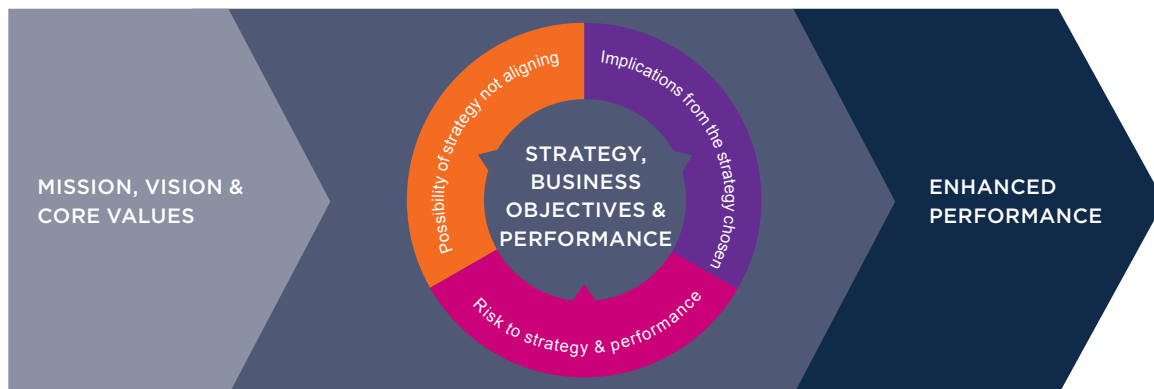 MISSION, VISION &
CORE VALUES
Possibility of strategy not aligning
Implications from the strategy chosen
STRATEGY,
BUSINESS
OBJECTIVES &
PERFORMANCE
Risk to strategy & performance
ENHANCED
PERFORMANCE